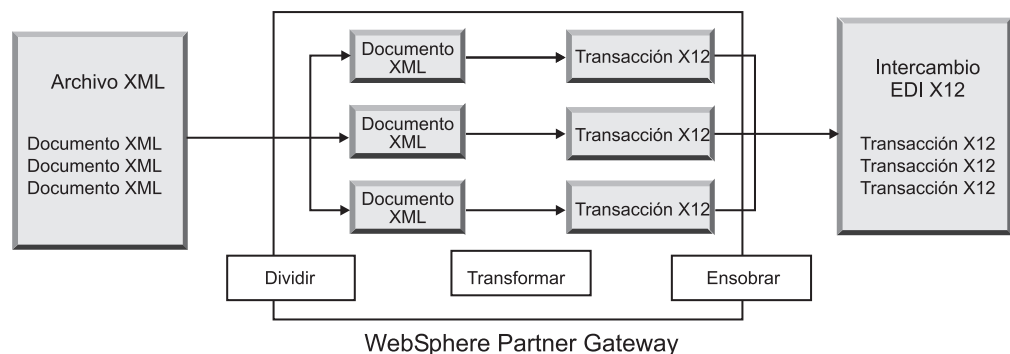 Archivo XML
Documento XML
Documento XML
Documento XML
Documento
XML
Transacción X12
Documento
XML
Transacción X12
Documento
XML
Transacción X12
Intercambio
EDI X12
Transacción X12
Transacción X12
Transacción X12
Dividir
Transformar
Ensobrar
WebSphere Partner Gateway